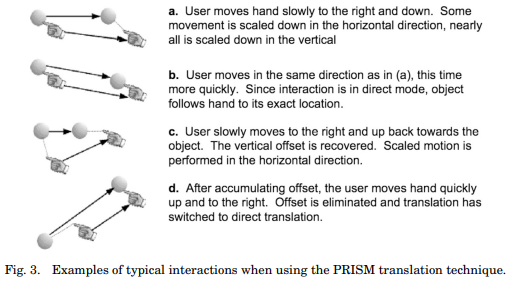 a. User moves hand slowly to the right and down. Some
movement is scaled down in the horizontal direction, nearly
all is scaled down in the vertical
b. User moves in the same direction as in (a), this time
more quickly. Since interaction is in direct mode, object
follows hand to its exact location.
c. User slowly moves to the right and up back towards the
object. The vertical offset is recovered. Scaled motion is
performed in the horizontal direction.
d. After accumulating offset, the user moves hand quickly
up and to the right. Offset is eliminated and translation has
switched to direct translation.
Fig. 3. Examples of typical interactions when using the PRISM translation technique.